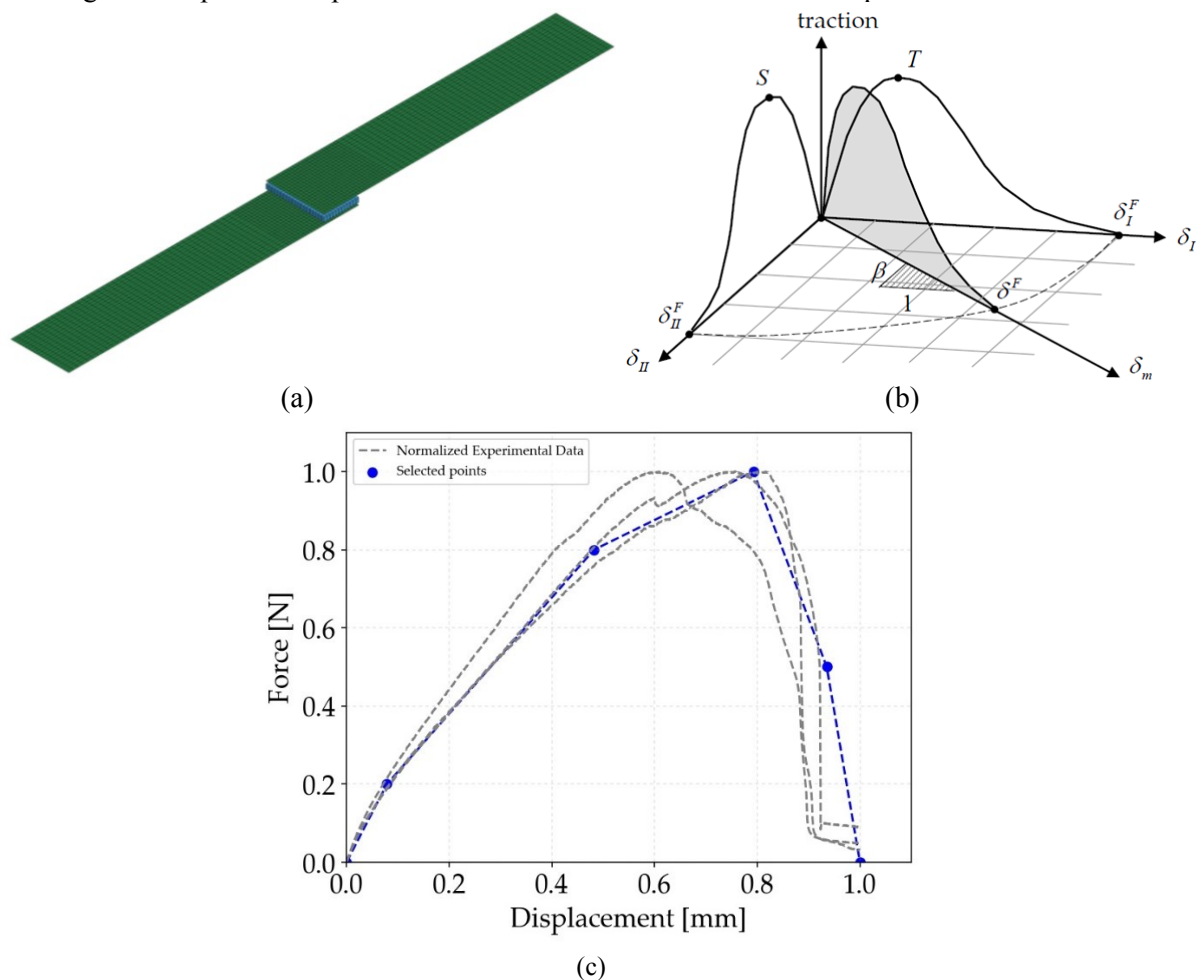 traction
S
T
β
1
δ_I^F
δ_I
δ^F
δ_II^F
δ_II
δ_m
(a)
(b)
Normalized Experimental Data
Selected points
1.0
0.8
0.6
0.4
0.2
0.0
Force [N]
0.0 0.2 0.4 0.6 0.8 1.0
Displacement [mm]
(c)